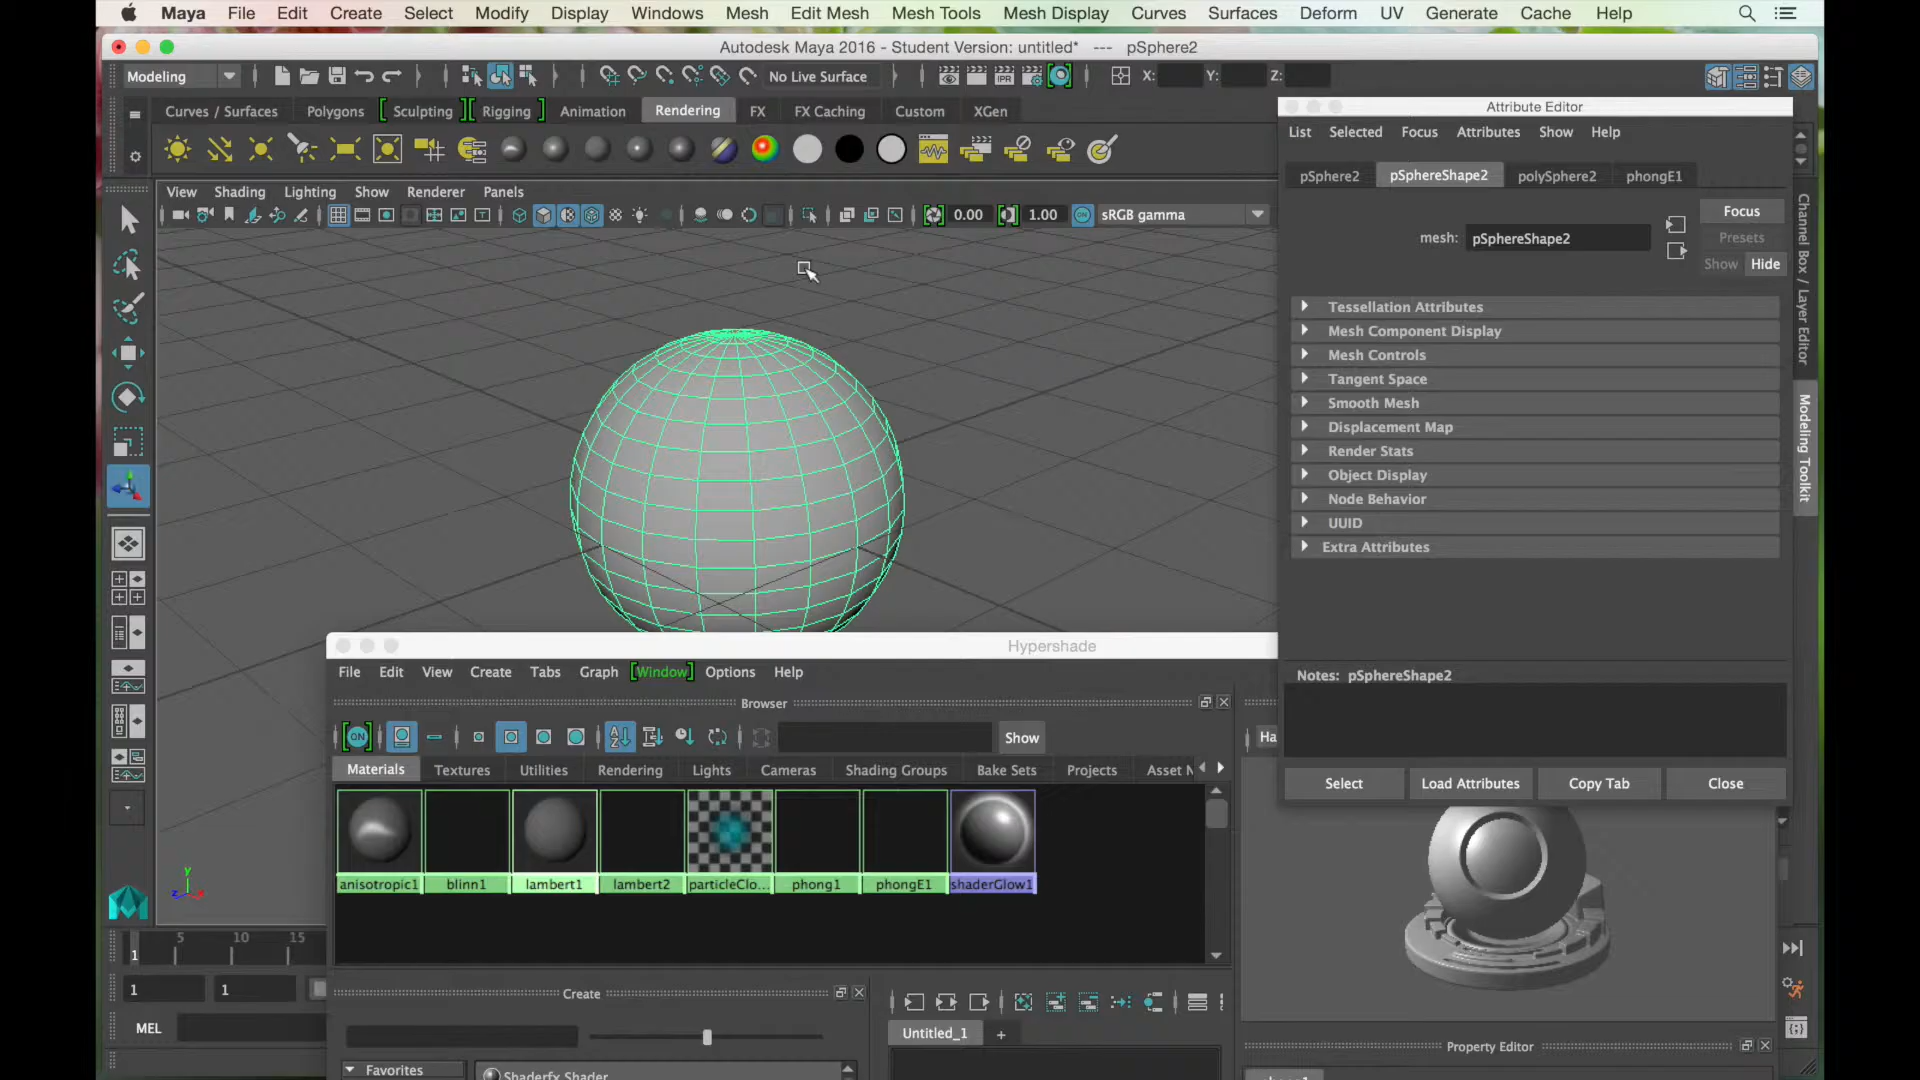 Maya File Edit Create Select Modify Display Windows Mesh Edit Mesh Mesh Tools Mesh Display Curves Surfaces Deform UV Generate Cache Help
Autodesk Maya 2016 - Student Version: untitled* --- pSphere2
Modeling No Live Surface IPR X: Y: Z:
Curves / Surfaces Polygons Sculpting Rigging Animation Rendering FX FX Caching Custom XGen
Attribute Editor
List Selected Focus Attributes Show Help
View Shading Lighting Show Renderer Panels
0.00 1.00 ON sRGB gamma
pSphere2 pSphereShape2 polySphere2 phongE1
mesh: pSphereShape2
Focus
Presets
Show Hide
Tessellation Attributes
Mesh Component Display
Mesh Controls
Tangent Space
Smooth Mesh
Displacement Map
Render Stats
Object Display
Node Behavior
UUID
Extra Attributes
Notes: pSphereShape2
Select Load Attributes Copy Tab Close
Channel Box / Layer Editor
Modeling Toolkit
Hypershade
File Edit View Create Tabs Graph [Window] Options Help
Browser
ON Show
Ha
Materials Textures Utilities Rendering Lights Cameras Shading Groups Bake Sets Projects Asset N
anisotropic1 blinn1 lambert1 lambert2 particleClo... phong1 phongE1 shaderGlow1
y
z x
1 5 10 15
1 1
MEL
Create
Untitled_1 +
Favorites
Shaderfx Shader
Property Editor
phong1